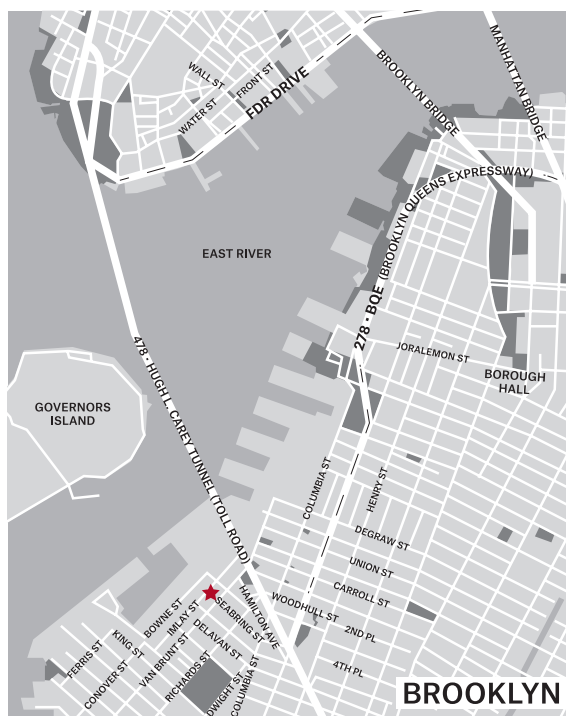 WALL ST
FRONT ST
WATER ST
FDR DRIVE
BROOKLYN BRIDGE
MANHATTAN BRIDGE
278 • BQE (BROOKLYN QUEENS EXPRESSWAY)
EAST RIVER
478 • HUGH L. CAREY TUNNEL (TOLL ROAD)
JORALEMON ST
BOROUGH
HALL
GOVERNORS
ISLAND
COLUMBIA ST
HENRY ST
DEGRAW ST
UNION ST
CARROLL ST
HAMILTON AVE
WOODHULL ST
2ND PL
4TH PL
SEABRING ST
BOWNE ST
IMLAY ST
DELAVAN ST
KING ST
VAN BRUNT ST
FERRIS ST
CONOVER ST
RICHARDS ST
DWIGHT ST
COLUMBIA ST
BROOKLYN